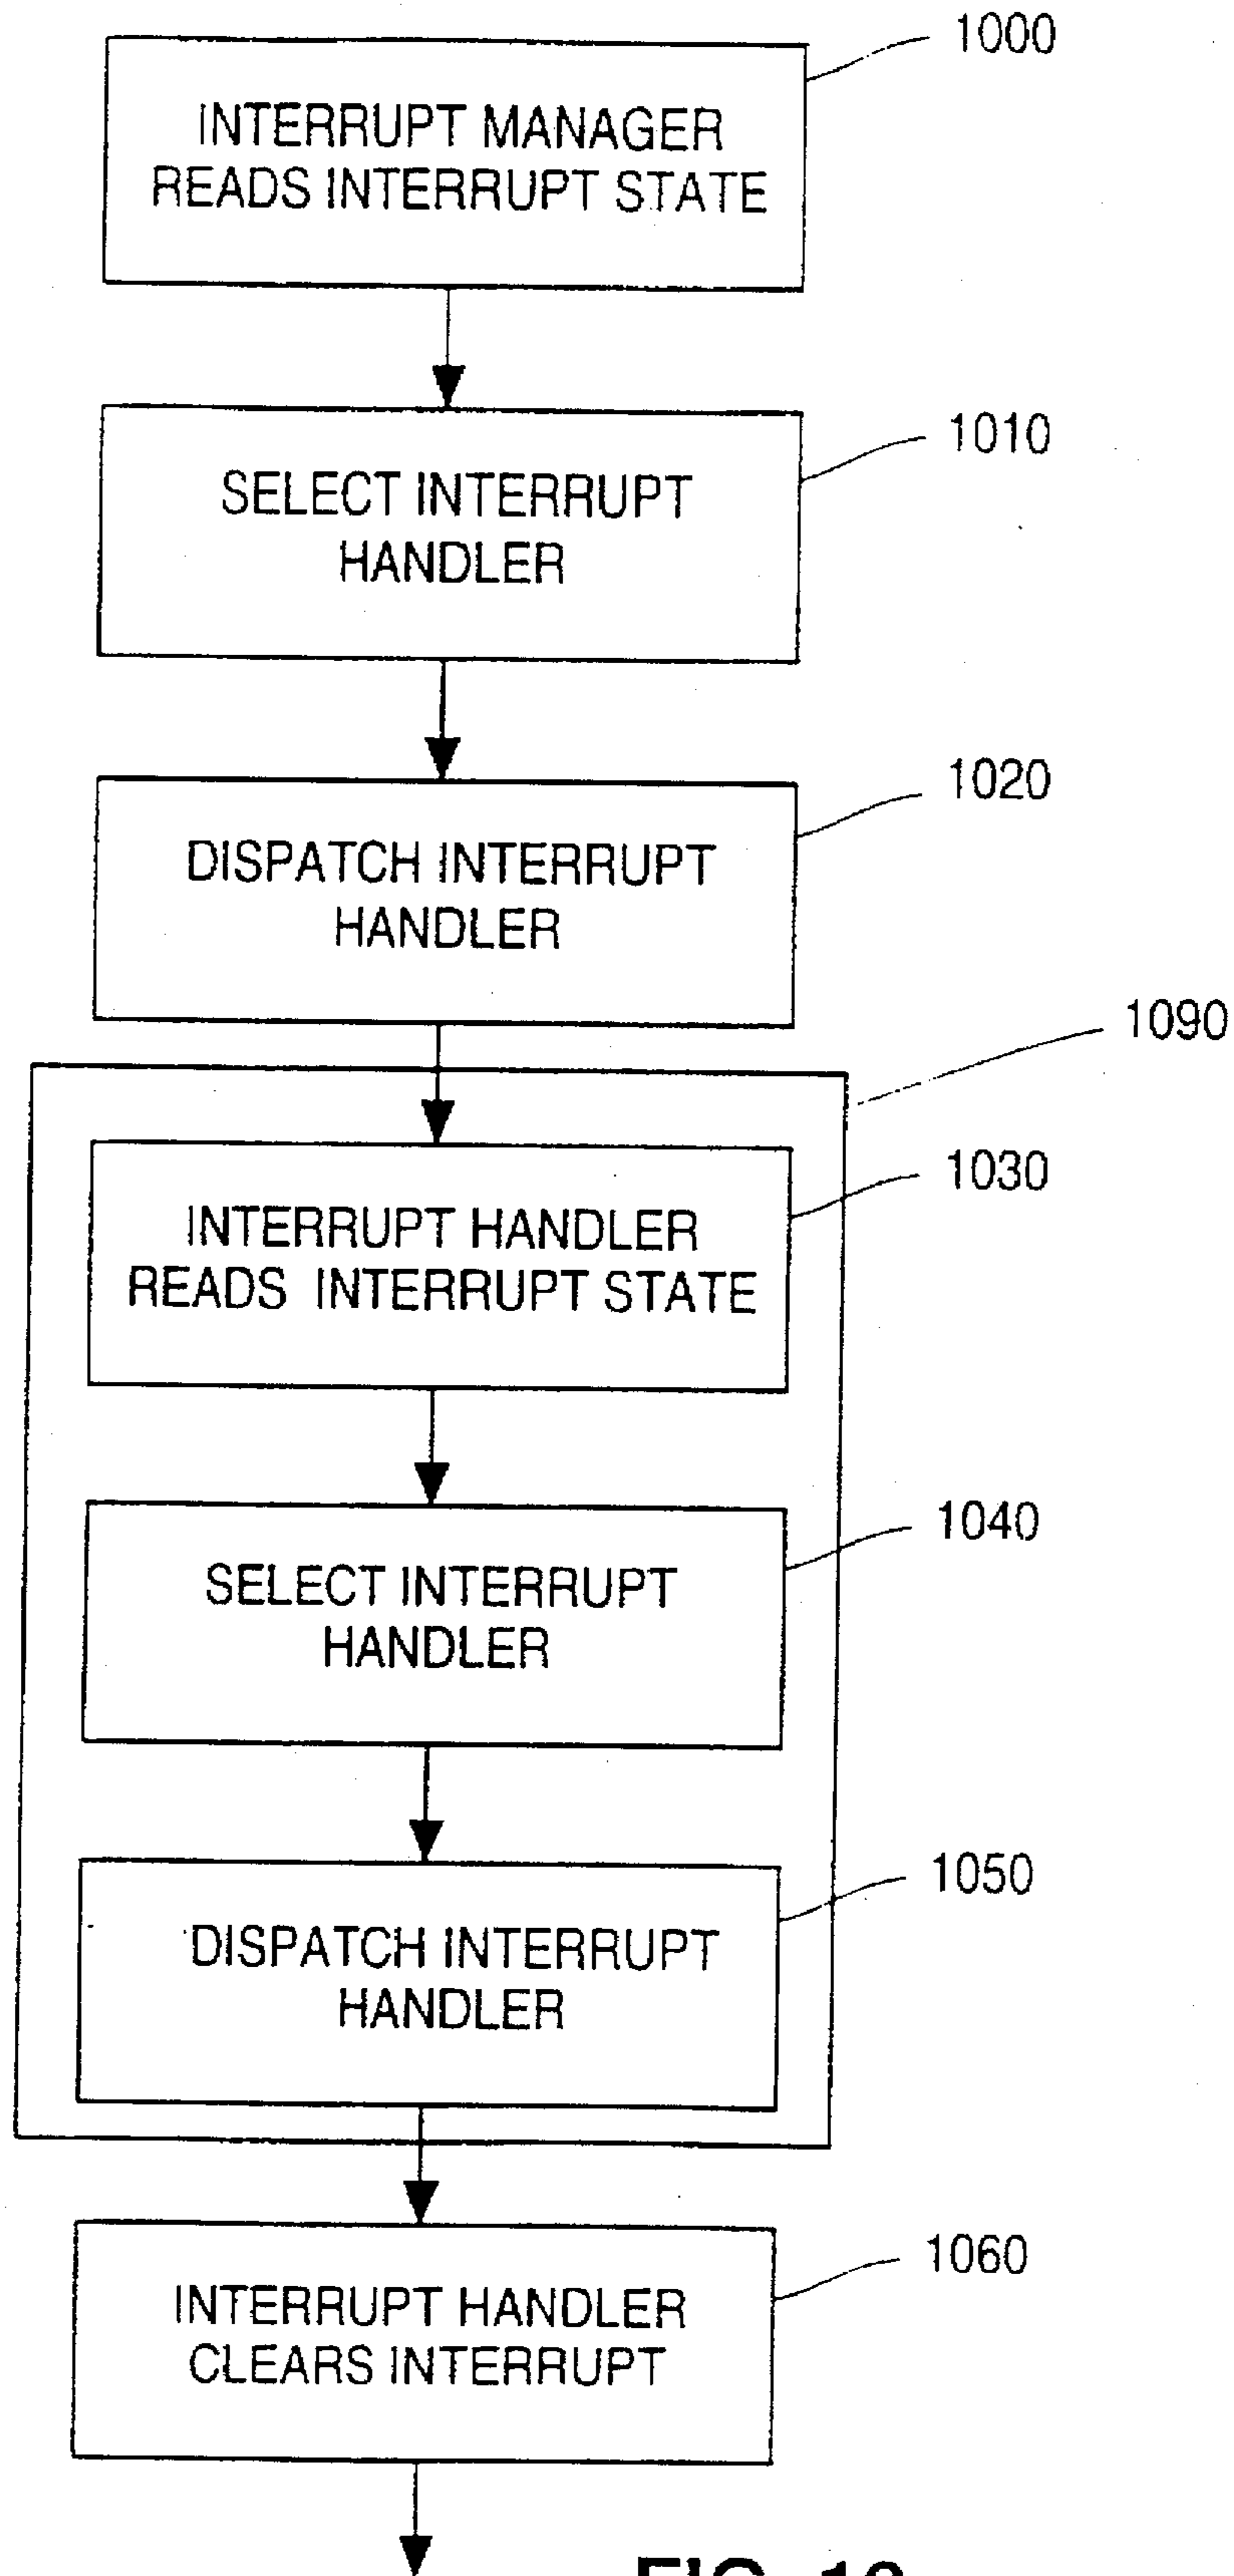 1000
INTERRUPT MANAGER
READS INTERRUPT STATE
1010
SELECT INTERRUPT
HANDLER
1020
DISPATCH INTERRUPT
HANDLER
1090
1030
INTERRUPT HANDLER
READS INTERRUPT STATE
1040
SELECT INTERRUPT
HANDLER
1050
DISPATCH INTERRUPT
HANDLER
1060
INTERRUPT HANDLER
CLEARS INTERRUPT
FIG.